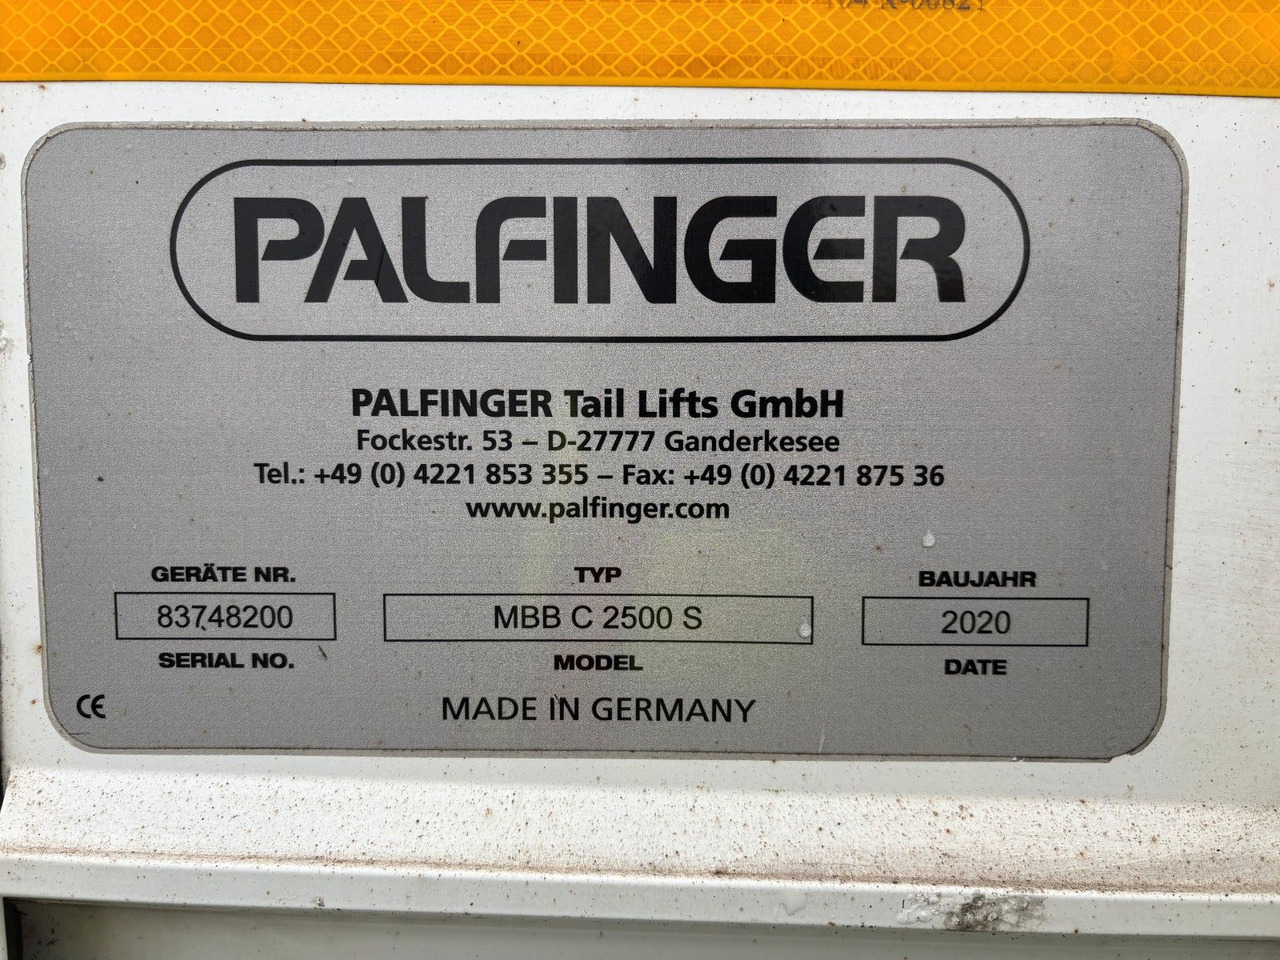 PALFINGER
PALFINGER Tail Lifts GmbH
Fockestr. 53 – D-27777 Ganderkesee
Tel.: +49 (0) 4221 853 355 – Fax: +49 (0) 4221 875 36
www.palfinger.com
GERÄTE NR. TYP BAUJAHR
83748200 MBB C 2500 S 2020
SERIAL NO. MODEL DATE
CE MADE IN GERMANY